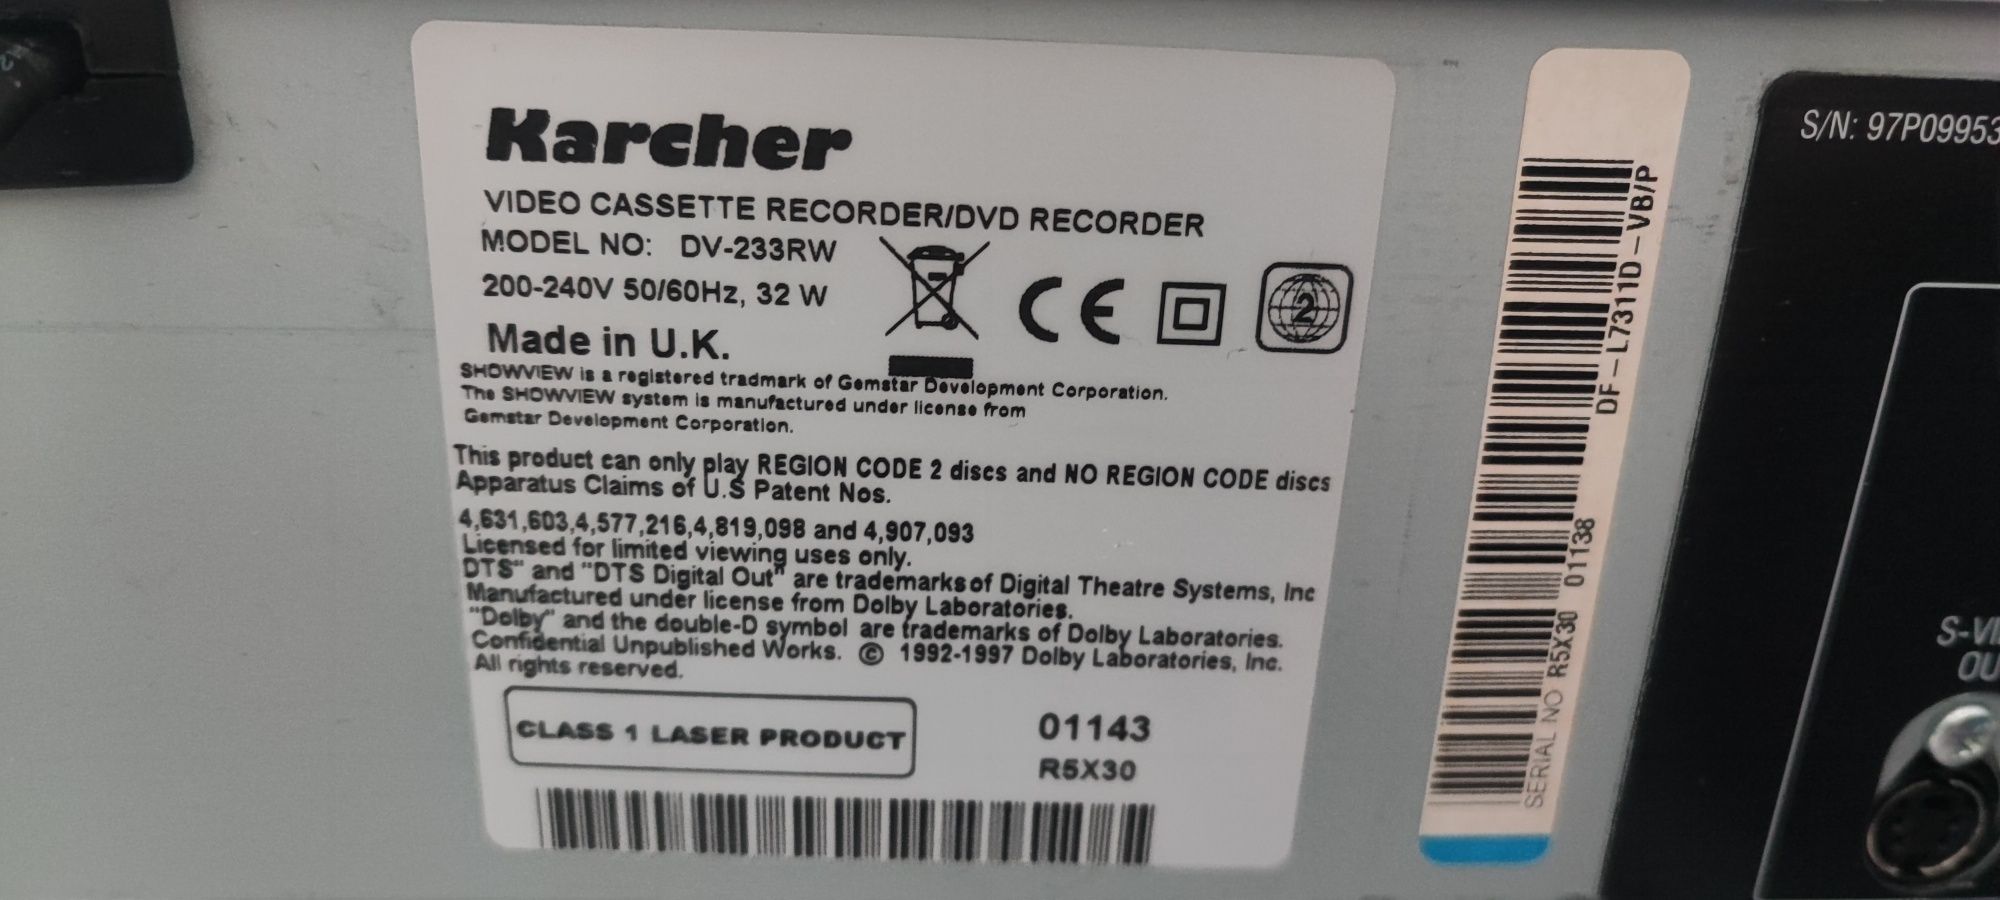 Karcher
VIDEO CASSETTE RECORDER/DVD RECORDER
MODEL NO: DV-233RW
200-240V 50/60Hz, 32 W
Made in U.K.
2
SHOWVIEW is a registered tradmark of Gemstar Development Corporation.
The SHOWVIEW system is manufactured under license from
Gemstar Development Corporation.
This product can only play REGION CODE 2 discs and NO REGION CODE discs
Apparatus Claims of U.S Patent Nos.
4,631,603,4,577,216,4,819,098 and 4,907,093
Licensed for limited viewing uses only.
DTS" and "DTS Digital Out" are trademarks of Digital Theatre Systems, Inc
Manufactured under license from Dolby Laboratories.
"Dolby" and the double-D symbol are trademarks of Dolby Laboratories.
Confidential Unpublished Works. © 1992-1997 Dolby Laboratories, Inc.
All rights reserved.
CLASS 1 LASER PRODUCT
01143
R5X30
DF-L7311D-VB/P
SERIAL NO R5X30 01138
S/N: 97P09953